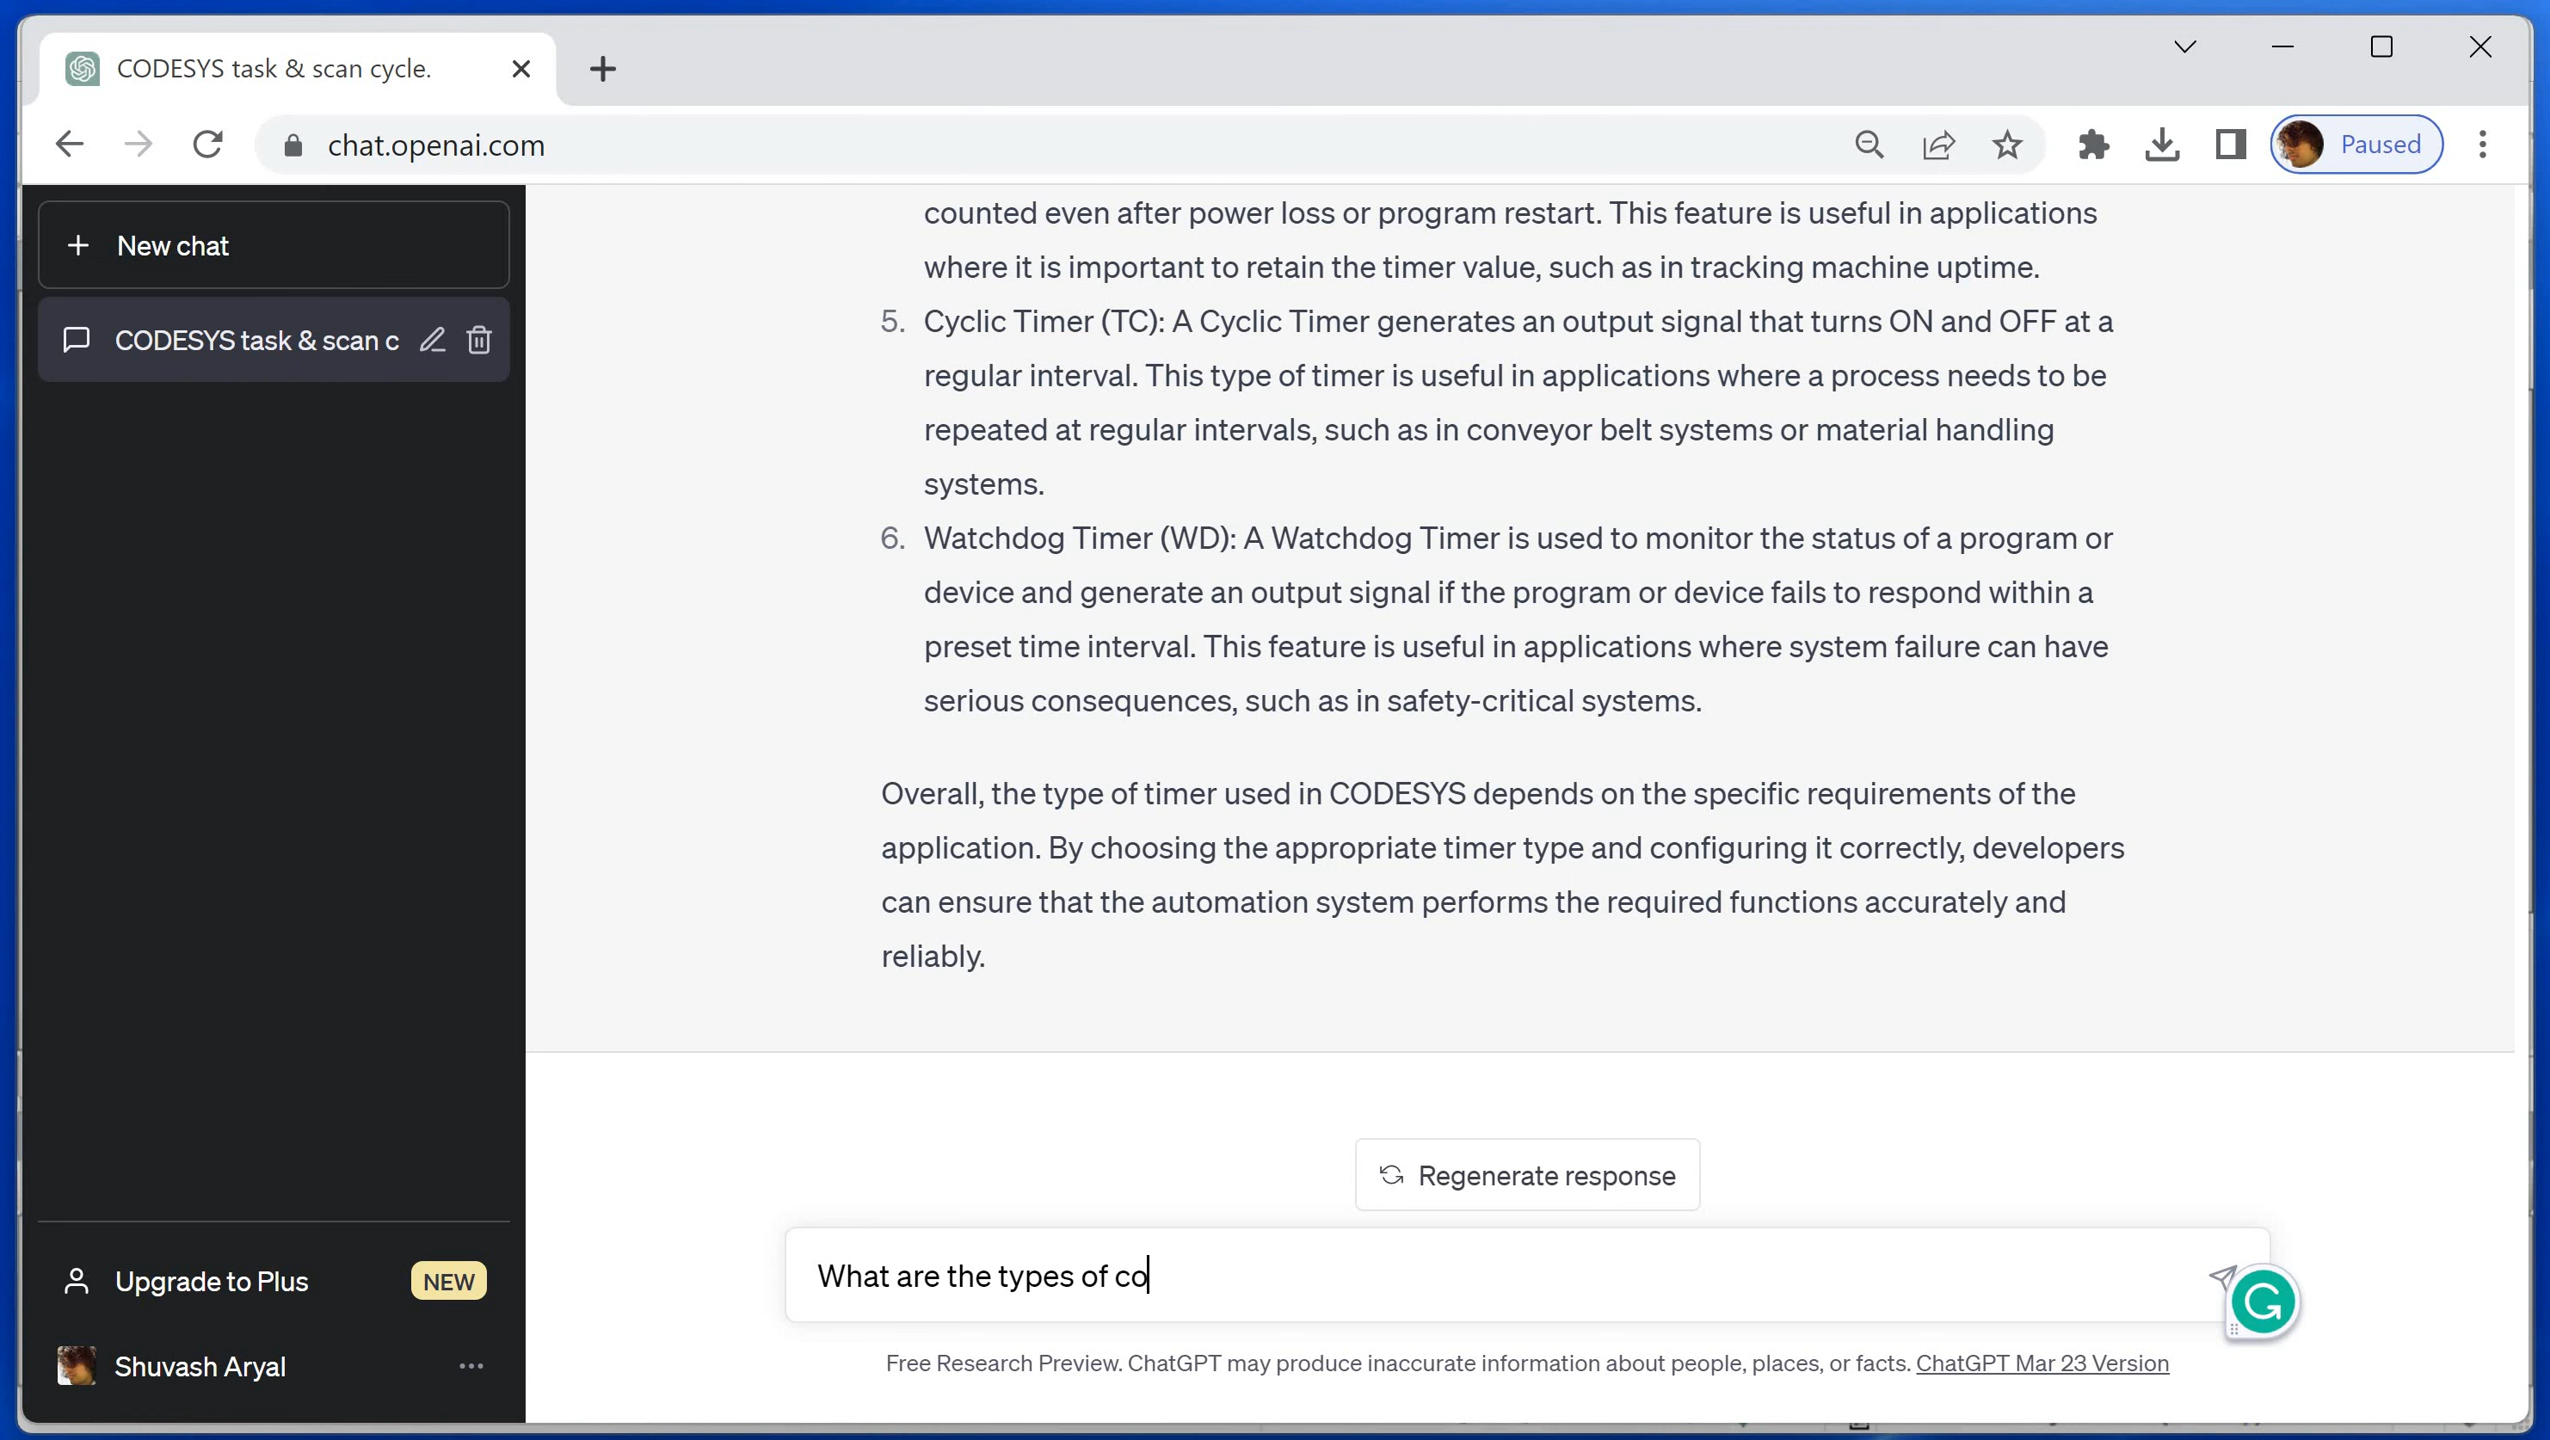 CODESYS task & scan cycle.
chat.openai.com
Paused
New chat
CODESYS task & scan c
counted even after power loss or program restart. This feature is useful in applications
where it is important to retain the timer value, such as in tracking machine uptime.
5. Cyclic Timer (TC): A Cyclic Timer generates an output signal that turns ON and OFF at a
regular interval. This type of timer is useful in applications where a process needs to be
repeated at regular intervals, such as in conveyor belt systems or material handling
systems.
6. Watchdog Timer (WD): A Watchdog Timer is used to monitor the status of a program or
device and generate an output signal if the program or device fails to respond within a
preset time interval. This feature is useful in applications where system failure can have
serious consequences, such as in safety-critical systems.
Overall, the type of timer used in CODESYS depends on the specific requirements of the
application. By choosing the appropriate timer type and configuring it correctly, developers
can ensure that the automation system performs the required functions accurately and
reliably.
Regenerate response
What are the types of co
Upgrade to Plus NEW
Shuvash Aryal
Free Research Preview. ChatGPT may produce inaccurate information about people, places, or facts. ChatGPT Mar 23 Version